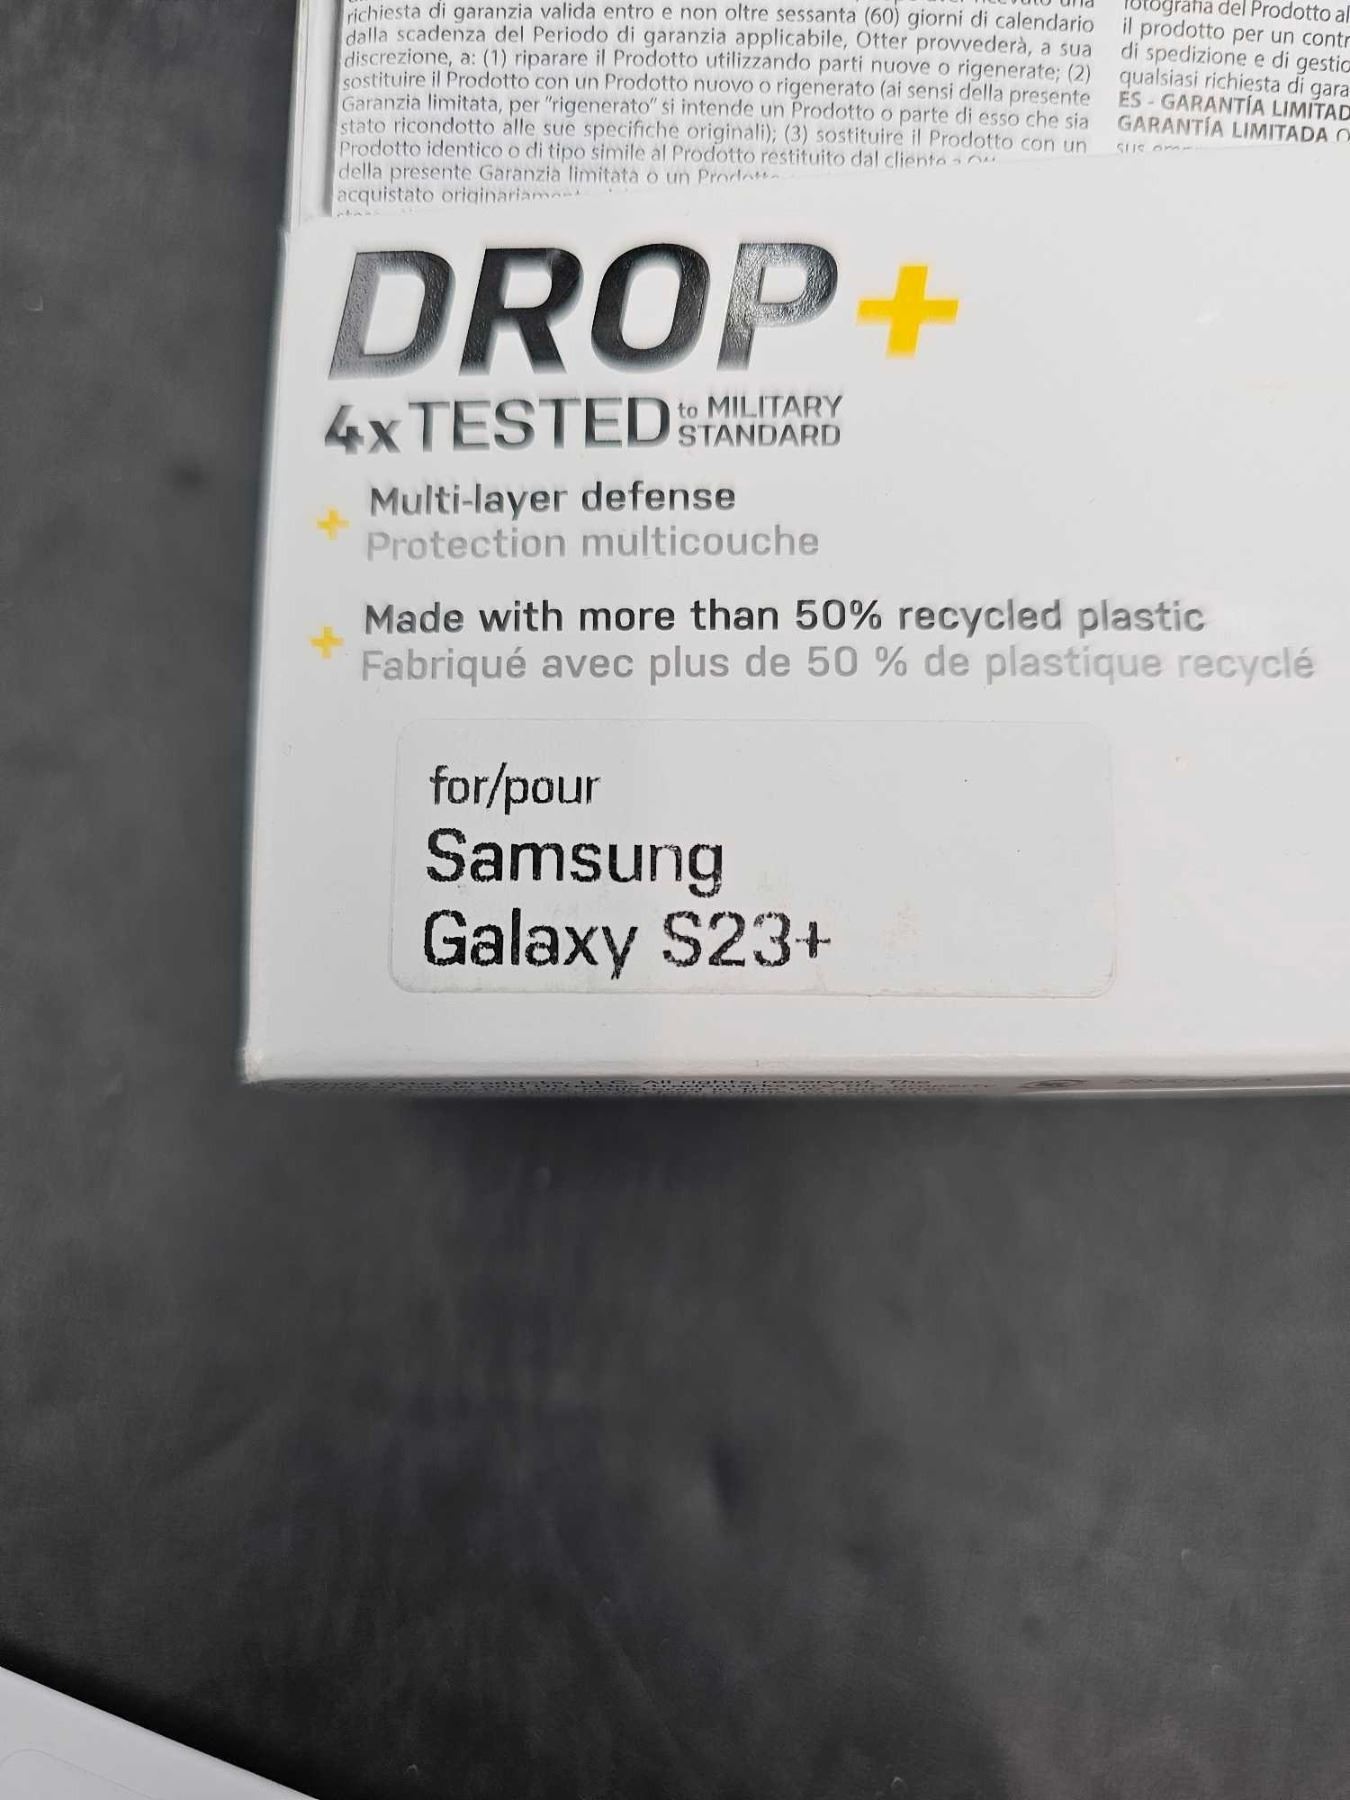 richiesta di garanzia valida entro e non oltre sessanta (60) giorni di calendario
dalla scadenza del Periodo di garanzia applicabile, Otter provvederà, a sua
discrezione, a: (1) riparare il Prodotto utilizzando parti nuove o rigenerate; (2)
sostituire il Prodotto con un Prodotto nuovo o rigenerato (ai sensi della presente
Garanzia limitata, per "rigenerato" si intende un Prodotto o parte di esso che sia
stato ricondotto alle sue specifiche originali); (3) sostituire il Prodotto con un
Prodotto identico o di tipo simile al Prodotto restituito dal cliente a
della presente Garanzia limitata o un
acquistato
fotografia del Prodotto al
il prodotto per un contr
di spedizione e di gestio
qualsiasi richiesta di gara
ES - GARANTÍA LIMITAD
GARANTÍA LIMITADA O
DROP+
4x TESTED to MILITARY
STANDARD
+ Multi-layer defense
Protection multicouche
+ Made with more than 50% recycled plastic
Fabriqué avec plus de 50 % de plastique recyclé
for/pour
Samsung
Galaxy S23+